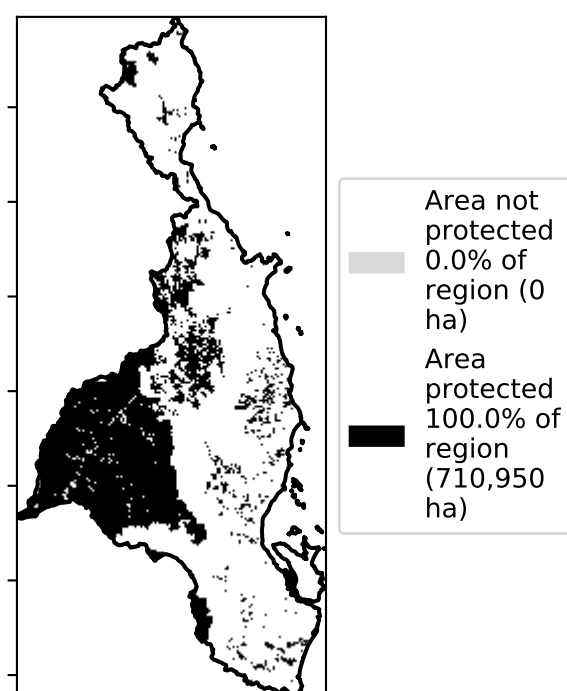 Area not
protected
0.0% of
region (0
ha)
Area
protected
100.0% of
region
(710,950
ha)